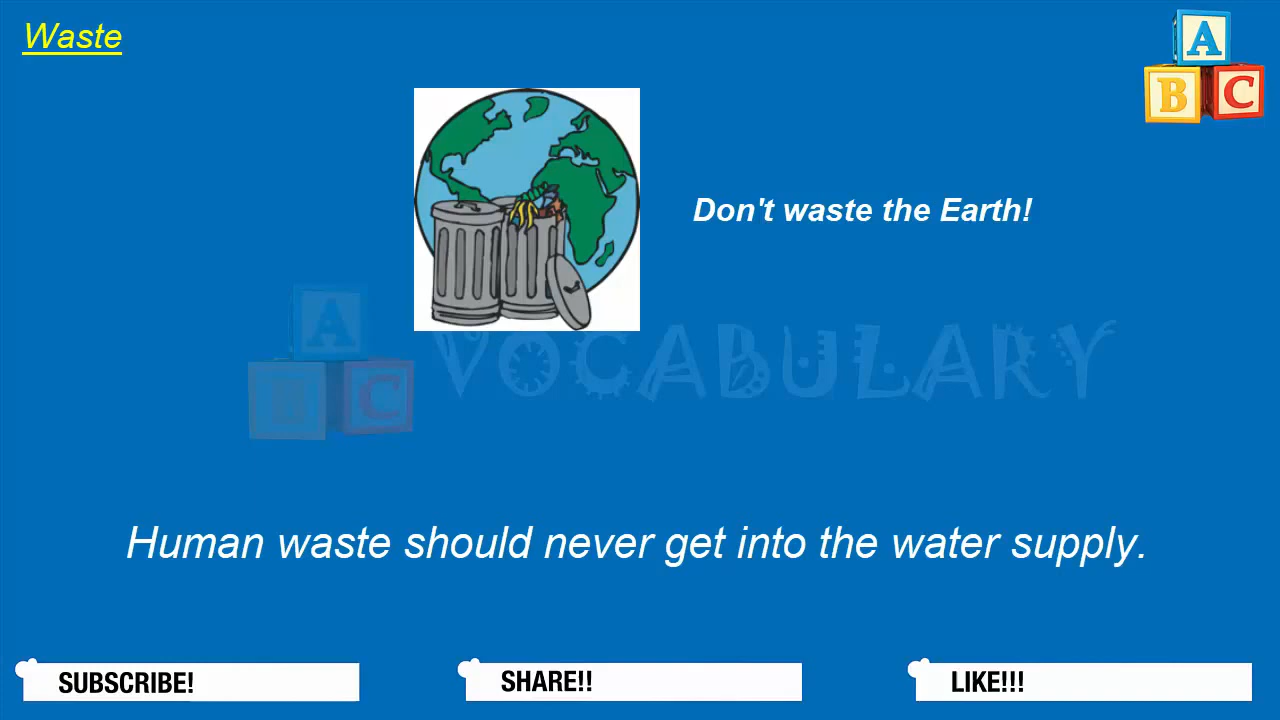 Waste
A
B C
Don't waste the Earth!
A
B C
VOCABULARY
Human waste should never get into the water supply.
SUBSCRIBE!
SHARE!!
LIKE!!!